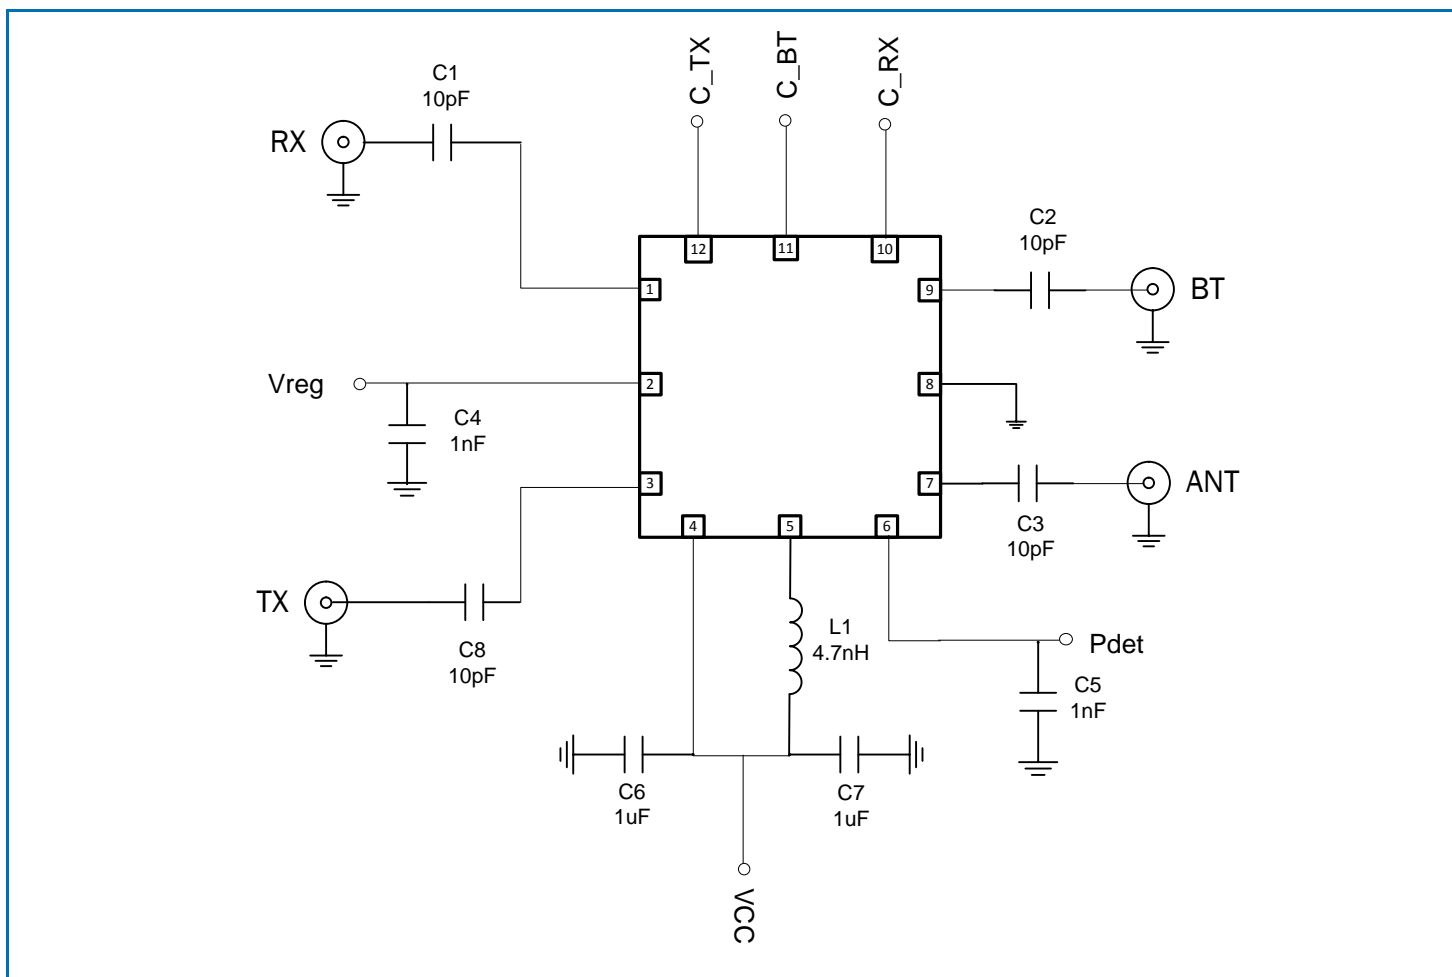 C_TX
C_BT
C_RX
C1
10pF
RX
C2
10pF
12
11
10
1
9
BT
Vreg
2
8
C4
1nF
3
7
ANT
4
5
6
C3
10pF
TX
L1
4.7nH
Pdet
C8
10pF
C5
1nF
C6
1uF
C7
1uF
VCC